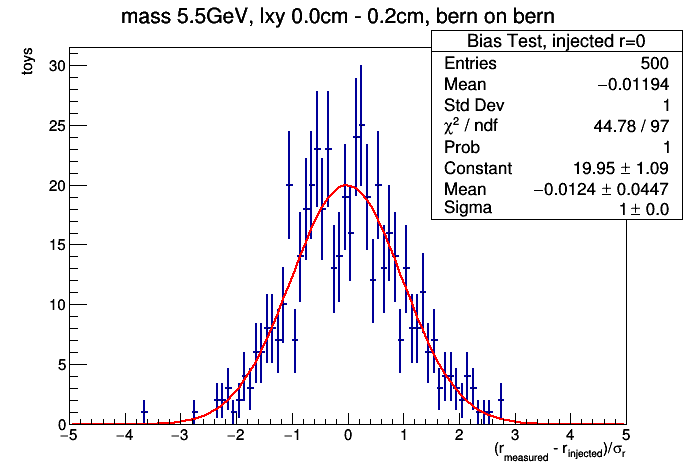 mass 5.5GeV, lxy 0.0cm - 0.2cm, bern on bern
Bias Test, injected r=0
Entries 500
Mean −0.01194
Std Dev 1
χ² / ndf 44.78 / 97
Prob 1
Constant 19.95 ± 1.09
Mean −0.0124 ± 0.0447
Sigma 1 ± 0.0
toys
30
25
20
15
10
5
0
−5 −4 −3 −2 −1 0 1 2 3 4 5
(r_measured - r_injected)/σ_r